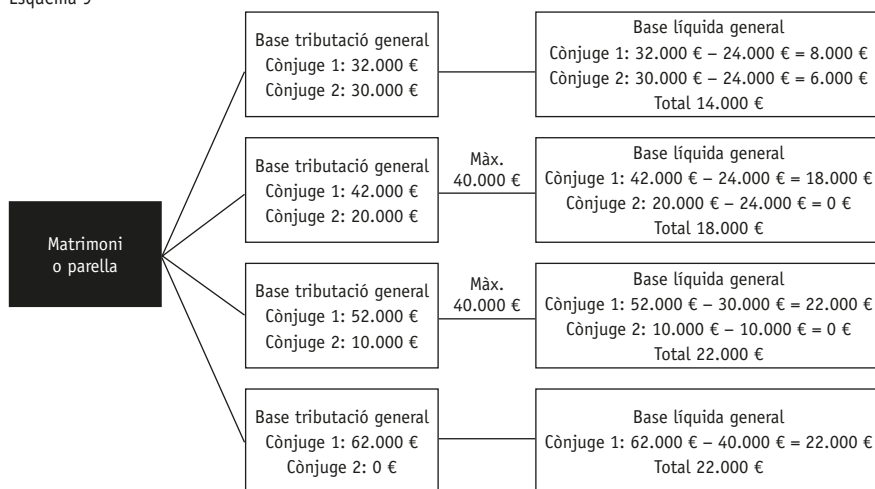 Matrimoni
o parella
Base tributació general
Cònjuge 1: 32.000 €
Cònjuge 2: 30.000 €
Base líquida general
Cònjuge 1: 32.000 € – 24.000 € = 8.000 €
Cònjuge 2: 30.000 € – 24.000 € = 6.000 €
Total 14.000 €
Base tributació general
Cònjuge 1: 42.000 €
Cònjuge 2: 20.000 €
Màx.
40.000 €
Base líquida general
Cònjuge 1: 42.000 € – 24.000 € = 18.000 €
Cònjuge 2: 20.000 € – 24.000 € = 0 €
Total 18.000 €
Base tributació general
Cònjuge 1: 52.000 €
Cònjuge 2: 10.000 €
Màx.
40.000 €
Base líquida general
Cònjuge 1: 52.000 € – 30.000 € = 22.000 €
Cònjuge 2: 10.000 € – 10.000 € = 0 €
Total 22.000 €
Base tributació general
Cònjuge 1: 62.000 €
Cònjuge 2: 0 €
Base líquida general
Cònjuge 1: 62.000 € – 40.000 € = 22.000 €
Total 22.000 €